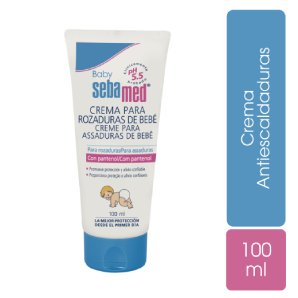 Baby
sebamed
pH 5.5
CREMA PARA
ROZADURAS DE BEBÉ
CREME PARA
ASSADURAS DE BEBÉ
Para rozaduras/Para assaduras
Con pantenol/Com pantenol
100 ml
LA MEJOR PROTECCIÓN
DESDE EL PRIMER DÍA
Crema
Antiescaldaduras
100
ml